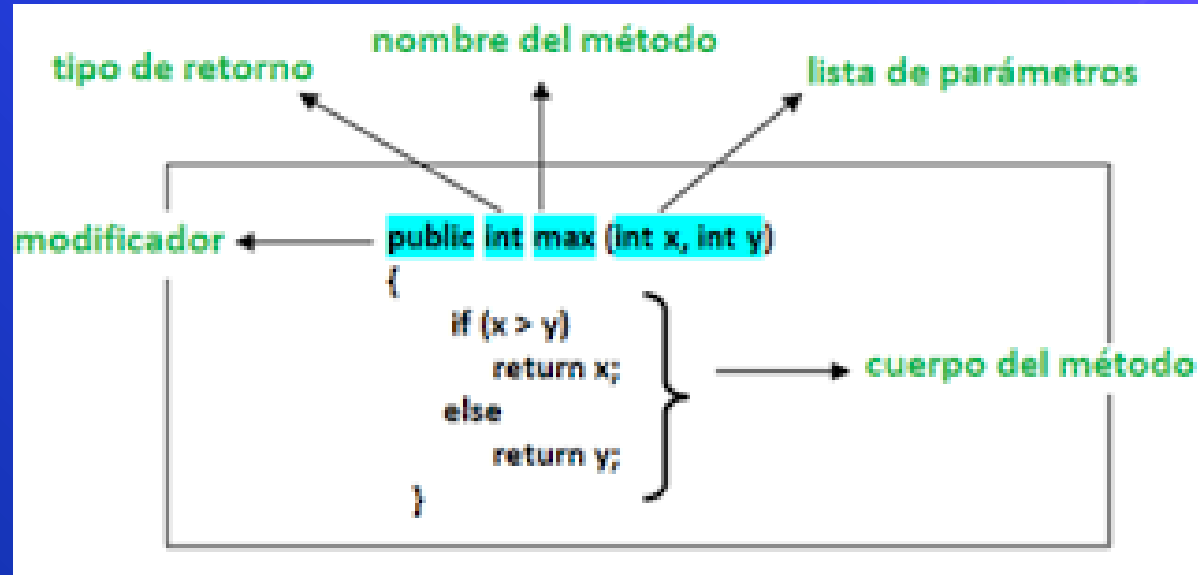 nombre del método
tipo de retorno
lista de parámetros
modificador
public int max (int x, int y)
{
if (x > y)
return x;
else
return y;
}
cuerpo del método